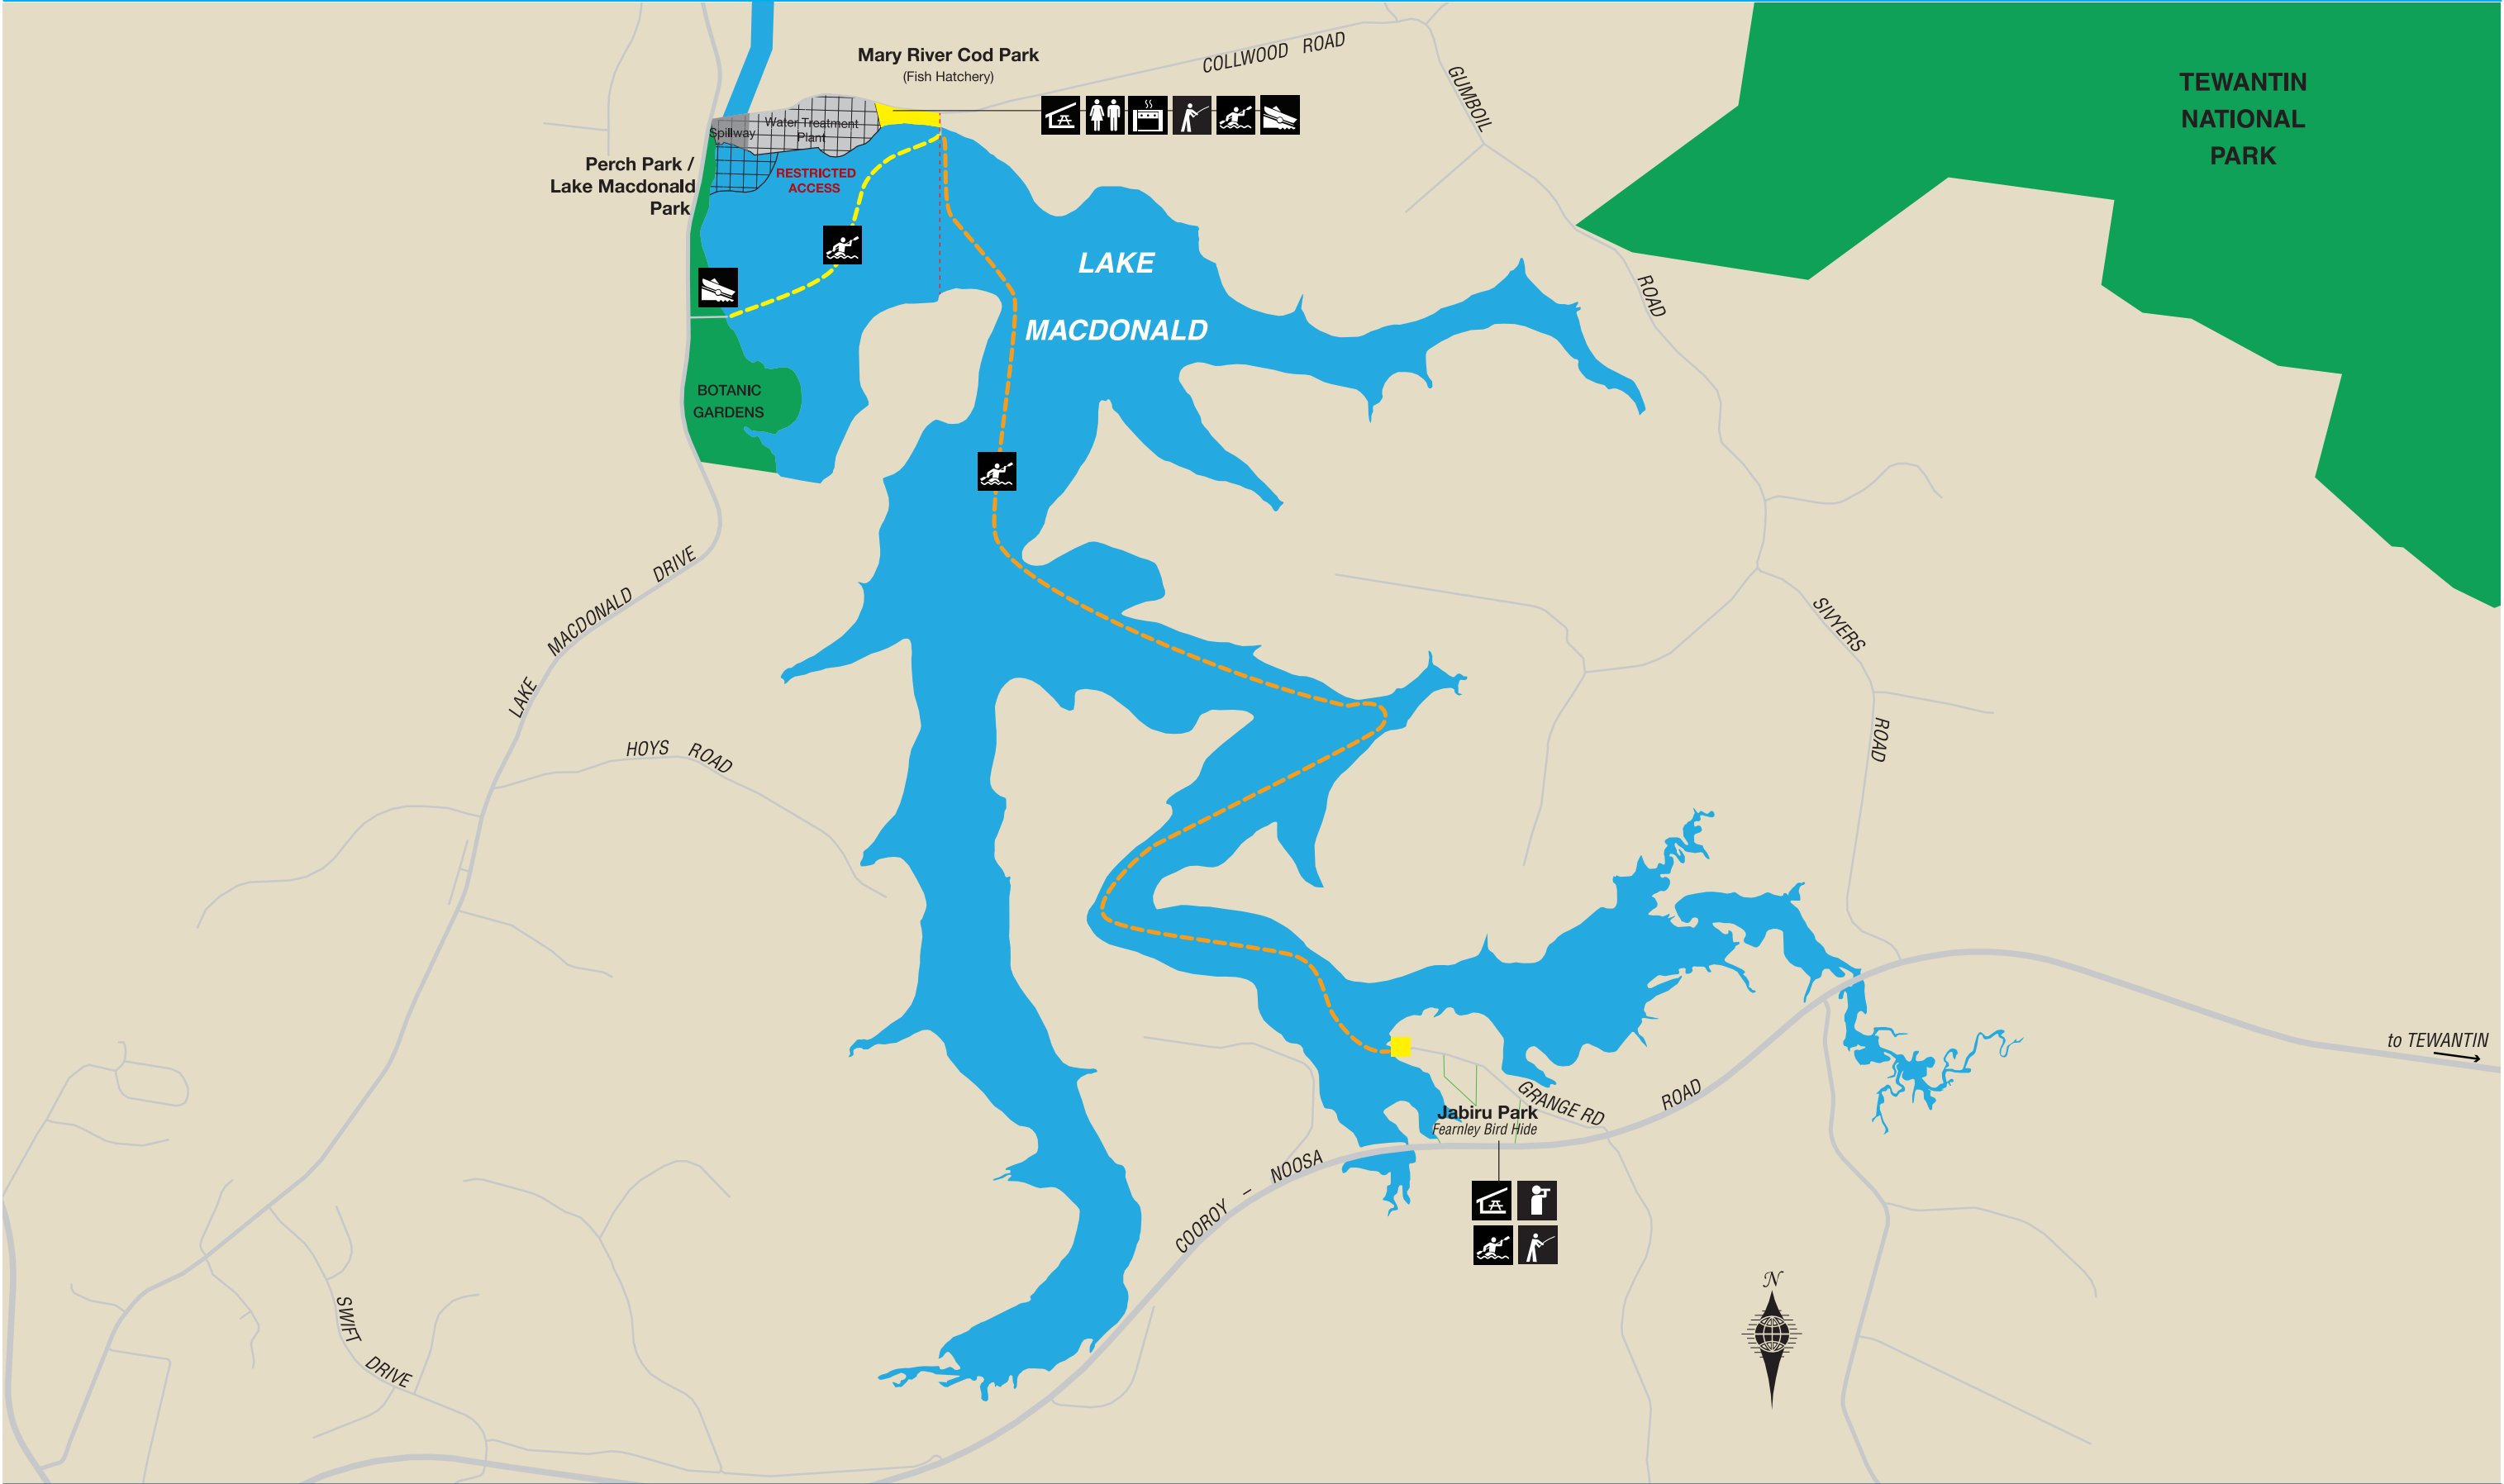 Mary River Cod Park
(Fish Hatchery)
COLLWOOD ROAD
GUMBOIL
ROAD
TEWANTIN
NATIONAL
PARK
Spillway
Water Treatment
Plant
Perch Park /
Lake Macdonald
Park
RESTRICTED
ACCESS
LAKE
MACDONALD
BOTANIC
GARDENS
LAKE MACDONALD DRIVE
HOYS ROAD
SIVYERS
ROAD
to TEWANTIN
GRANGE RD
Jabiru Park
Fearnley Bird Hide
COOROY – NOOSA ROAD
SWIFT
DRIVE
N